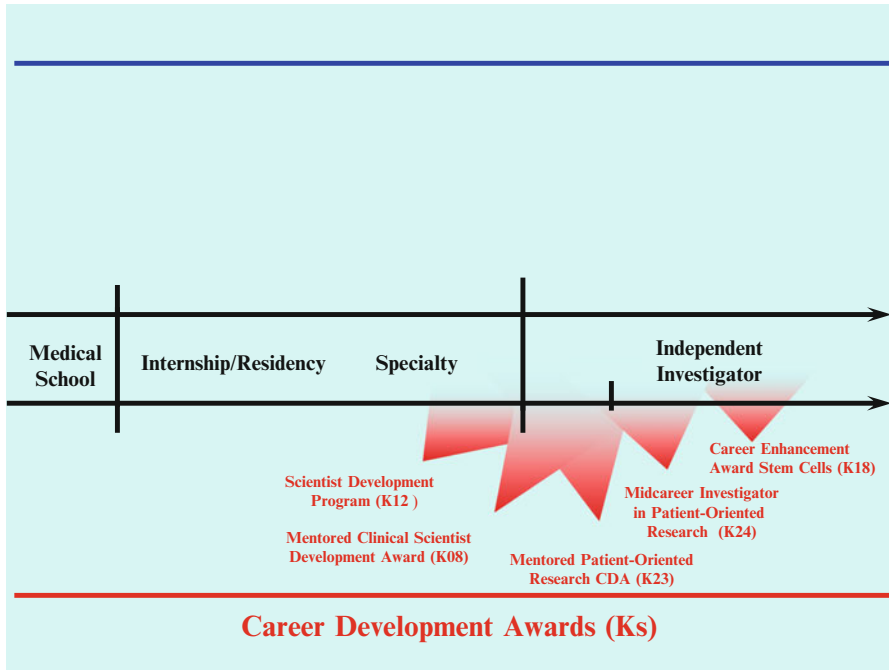 Medical
School
Internship/Residency
Specialty
Independent
Investigator
Career Enhancement
Award Stem Cells (K18)
Scientist Development
Program (K12 )
Midcareer Investigator
in Patient-Oriented
Research (K24)
Mentored Clinical Scientist
Development Award (K08)
Mentored Patient-Oriented
Research CDA (K23)
Career Development Awards (Ks)